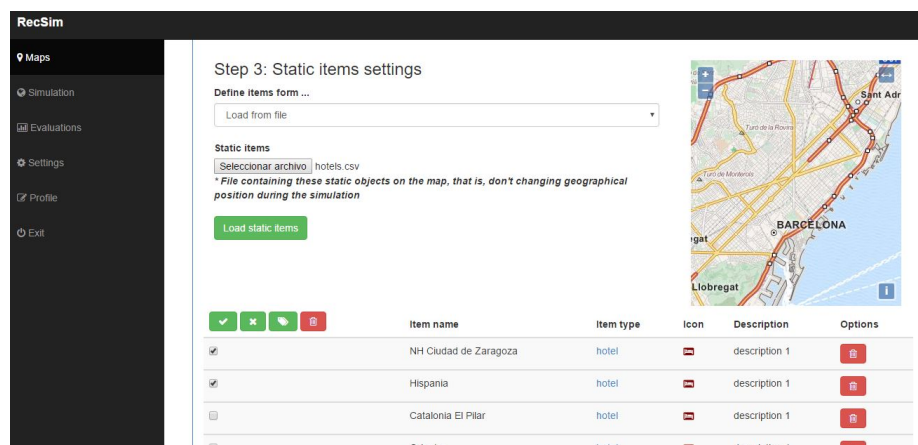 RecSim
Maps
Simulation
Evaluations
Settings
Profile
Exit
Step 3: Static items settings
Define items form ...
Load from file
Static items
Seleccionar archivo hotels.csv
* File containing these static objects on the map, that is, don't changing geographical
position during the simulation
Load static items
+
−
Sant Adr
Turó de la Rovira
Turó de Monterols
BARCELONA
egat
Llobregat
i
Item name Item type Icon Description Options
NH Ciudad de Zaragoza hotel description 1
Hispania hotel description 1
Catalonia El Pilar hotel description 1